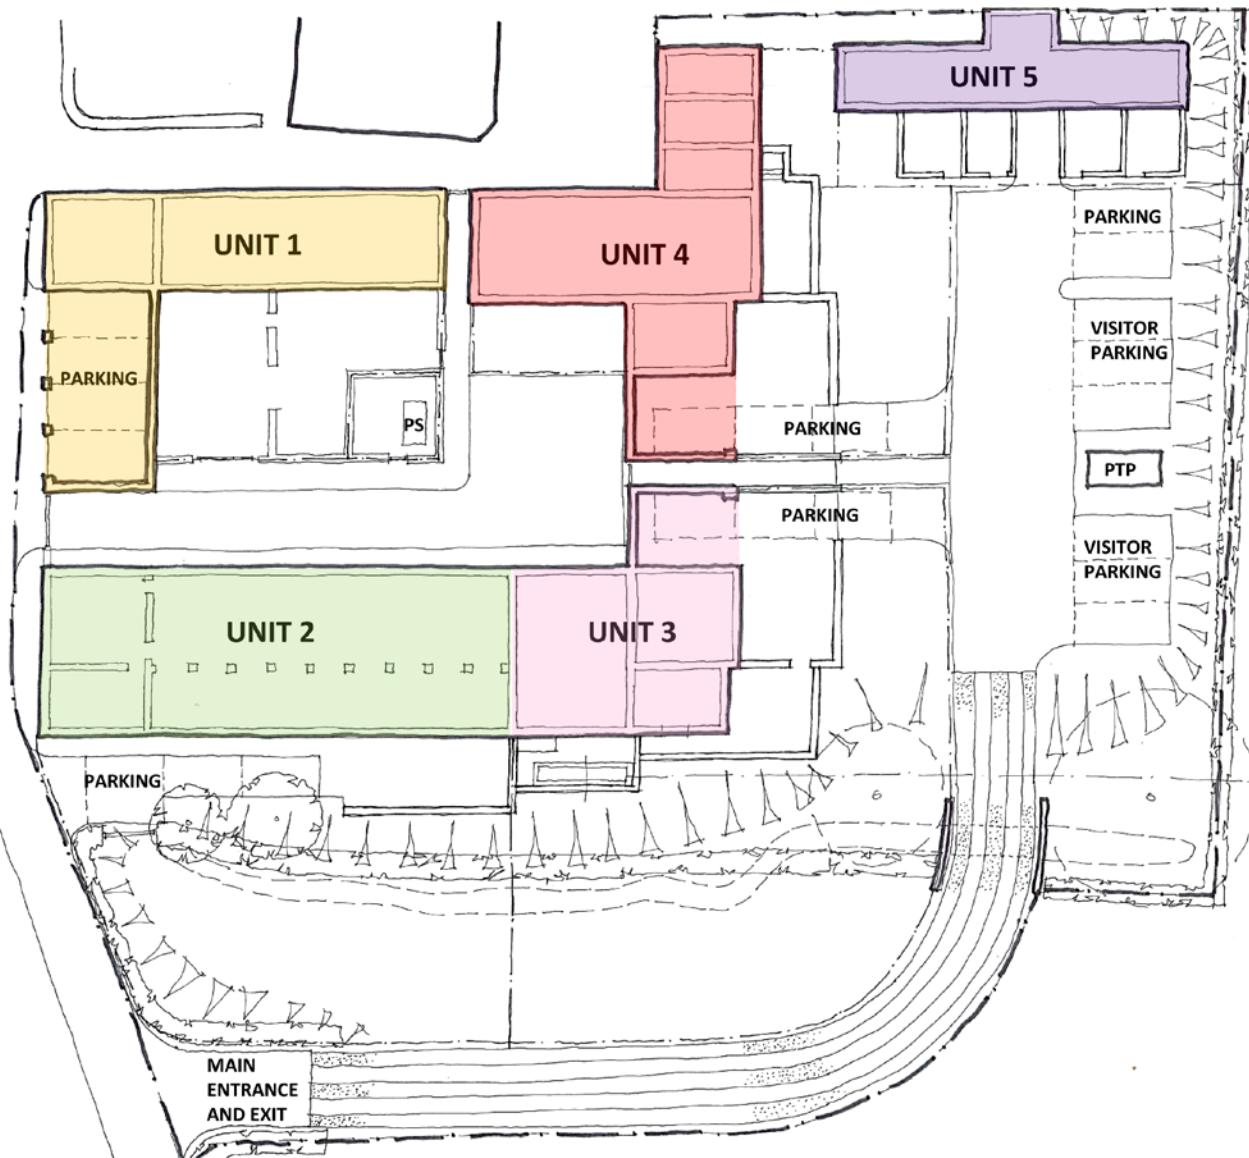 UNIT 5
PARKING
UNIT 1
UNIT 4
VISITOR
PARKING
PARKING
PS
PARKING
PTP
PARKING
VISITOR
PARKING
UNIT 2
UNIT 3
PARKING
MAIN
ENTRANCE
AND EXIT